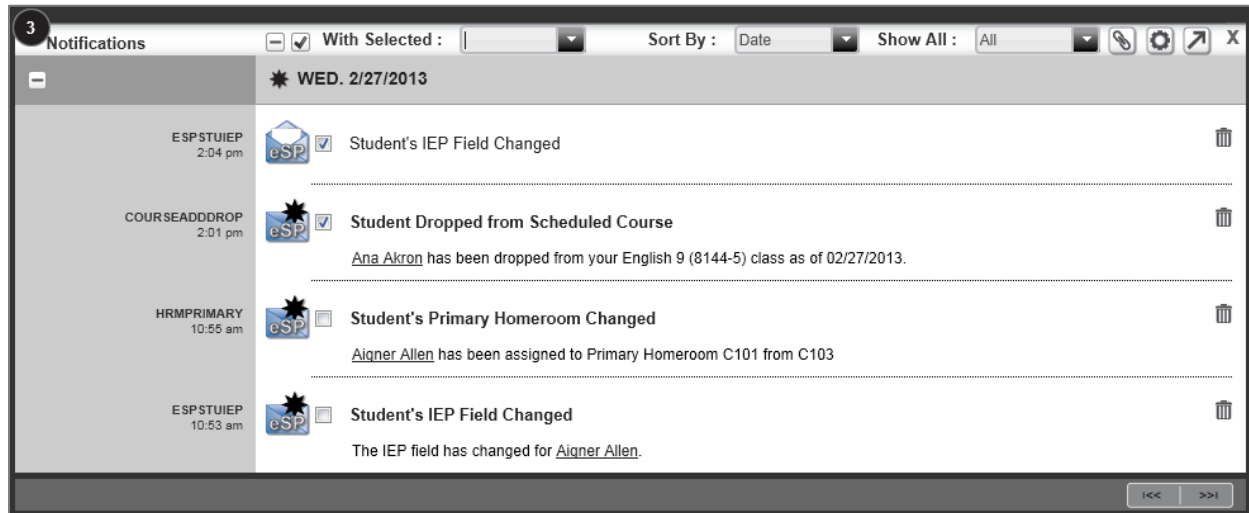 3
Notifications
With Selected :
Sort By : Date
Show All : All
X
WED. 2/27/2013
ESPSTUIEP
2:04 pm
eSP
Student's IEP Field Changed
COURSEADDDROP
2:01 pm
eSP
Student Dropped from Scheduled Course
Ana Akron has been dropped from your English 9 (8144-5) class as of 02/27/2013.
HRMPRIMARY
10:55 am
eSP
Student's Primary Homeroom Changed
Aigner Allen has been assigned to Primary Homeroom C101 from C103
ESPSTUIEP
10:53 am
eSP
Student's IEP Field Changed
The IEP field has changed for Aigner Allen.
I<< >>I